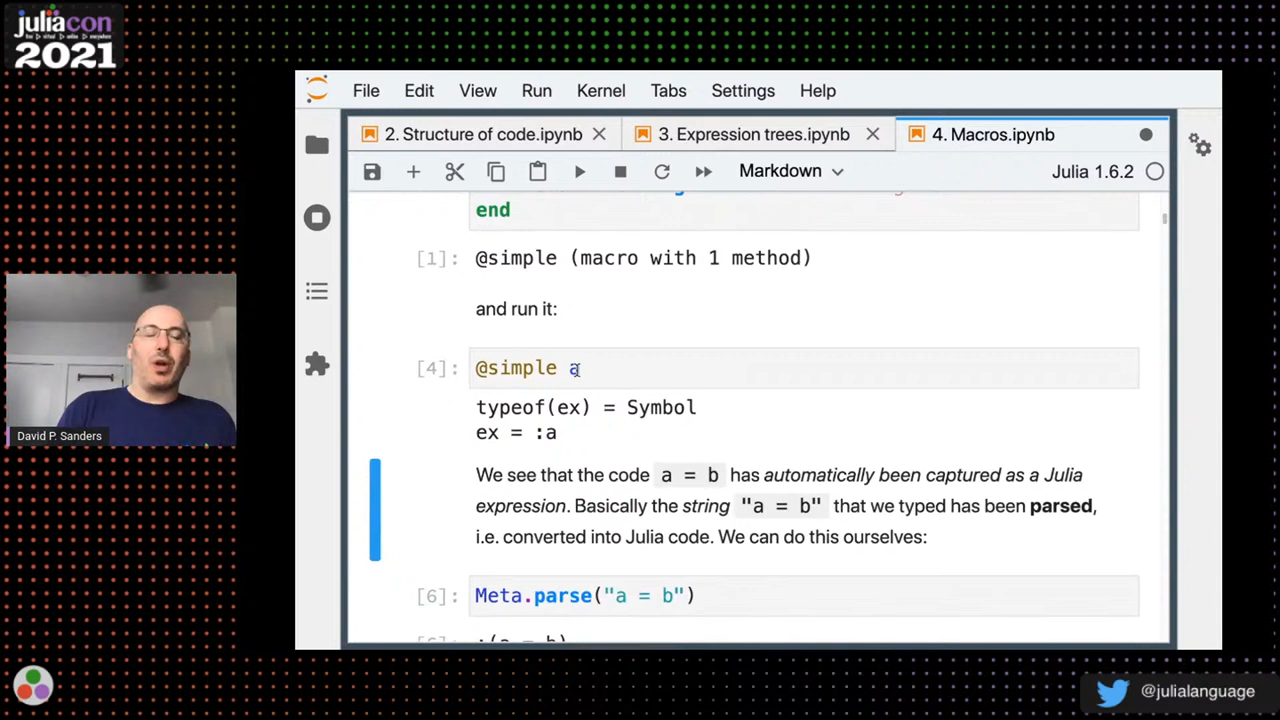 juliacon
2021
File Edit View Run Kernel Tabs Settings Help
2. Structure of code.ipynb 3. Expression trees.ipynb 4. Macros.ipynb
Markdown Julia 1.6.2
end
[1]: @simple (macro with 1 method)
and run it:
[4]: @simple a
typeof(ex) = Symbol
ex = :a
We see that the code a = b has automatically been captured as a Julia
expression. Basically the string "a = b" that we typed has been parsed,
i.e. converted into Julia code. We can do this ourselves:
[6]: Meta.parse("a = b")
David P. Sanders
@julialanguage